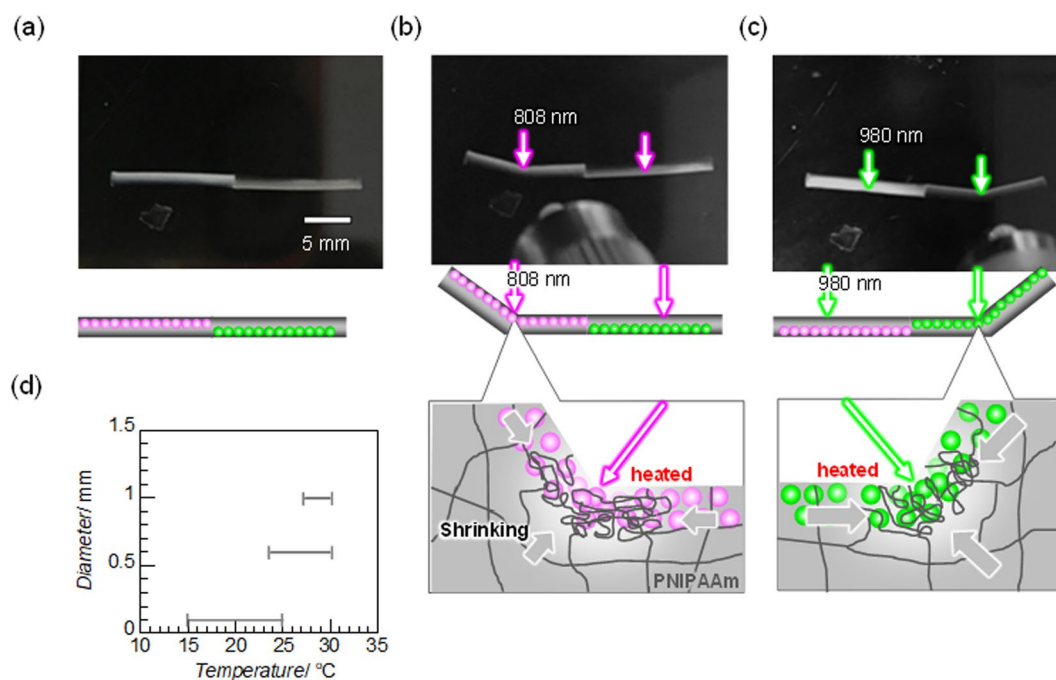 (a)
5 mm
(b)
808 nm
808 nm
heated
Shrinking
PNIPAAm
(c)
980 nm
980 nm
heated
(d)
Diameter/ mm
1.5
1
0.5
0
10 15 20 25 30 35
Temperature/ °C